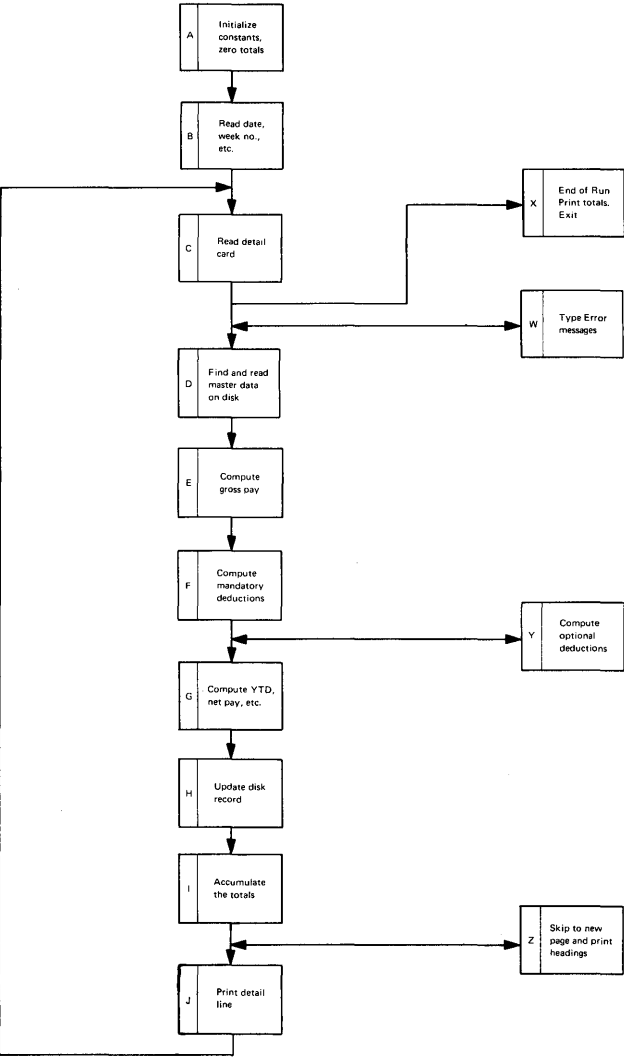 A
Initialize
constants,
zero totals
B
Read date,
week no.,
etc.
X
End of Run
Print totals.
Exit
C
Read detail
card
W
Type Error
messages
D
Find and read
master data
on disk
E
Compute
gross pay
F
Compute
mandatory
deductions
Y
Compute
optional
deductions
G
Compute YTD,
net pay, etc.
H
Update disk
record
I
Accumulate
the totals
Z
Skip to new
page and print
headings
J
Print detail
line